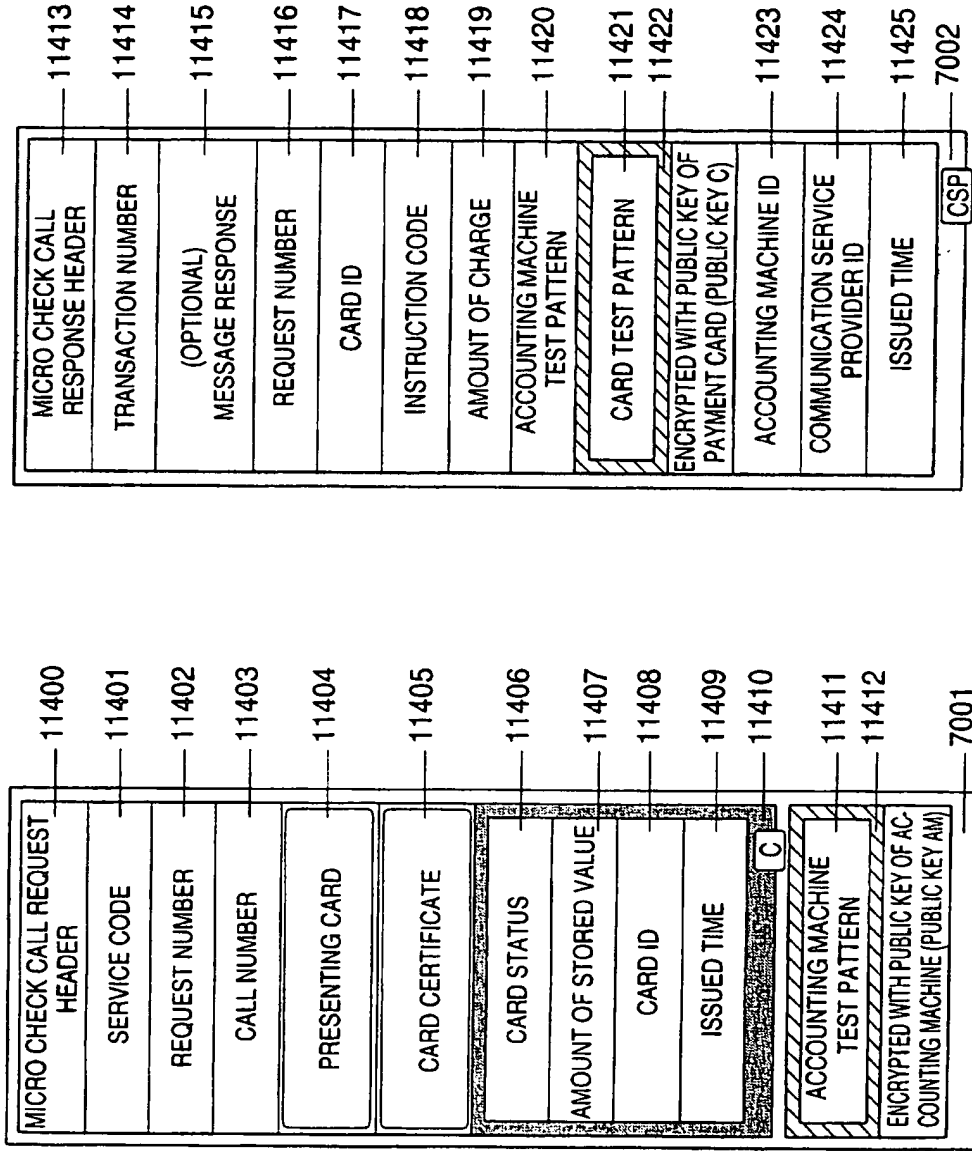 MICRO CHECK CALL REQUEST
HEADER
11400
SERVICE CODE
11401
REQUEST NUMBER
11402
CALL NUMBER
11403
PRESENTING CARD
11404
CARD CERTIFICATE
11405
CARD STATUS
11406
AMOUNT OF STORED VALUE
11407
CARD ID
11408
ISSUED TIME
11409
C
11410
ACCOUNTING MACHINE
TEST PATTERN
11411
11412
ENCRYPTED WITH PUBLIC KEY OF AC-
COUNTING MACHINE (PUBLIC KEY AM)
7001
MICRO CHECK CALL
RESPONSE HEADER
11413
TRANSACTION NUMBER
11414
(OPTIONAL)
MESSAGE RESPONSE
11415
REQUEST NUMBER
11416
CARD ID
11417
INSTRUCTION CODE
11418
AMOUNT OF CHARGE
11419
ACCOUNTING MACHINE
TEST PATTERN
11420
CARD TEST PATTERN
11421
11422
ENCRYPTED WITH PUBLIC KEY OF
PAYMENT CARD (PUBLIC KEY C)
ACCOUNTING MACHINE ID
11423
COMMUNICATION SERVICE
PROVIDER ID
11424
ISSUED TIME
11425
CSP
7002